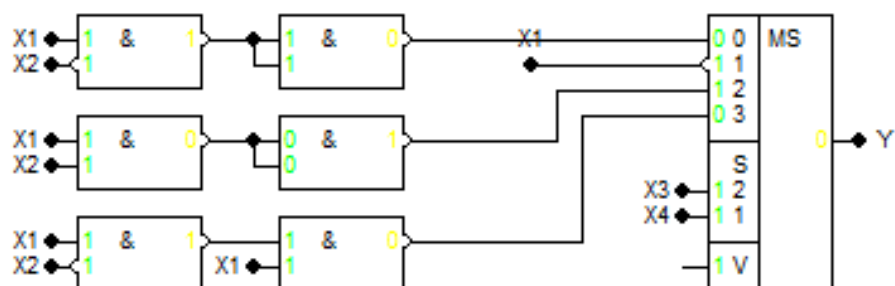 X1 1 & 1 1 & 0 X1 0 0 MS
X2 1 1 1 1
1 2
X1 1 & 0 0 & 1 0 3
X2 1 0 0 Y
S
X3 1 2
X4 1 1
X1 1 & 1 1 & 0
X2 1 X1 1 1 V